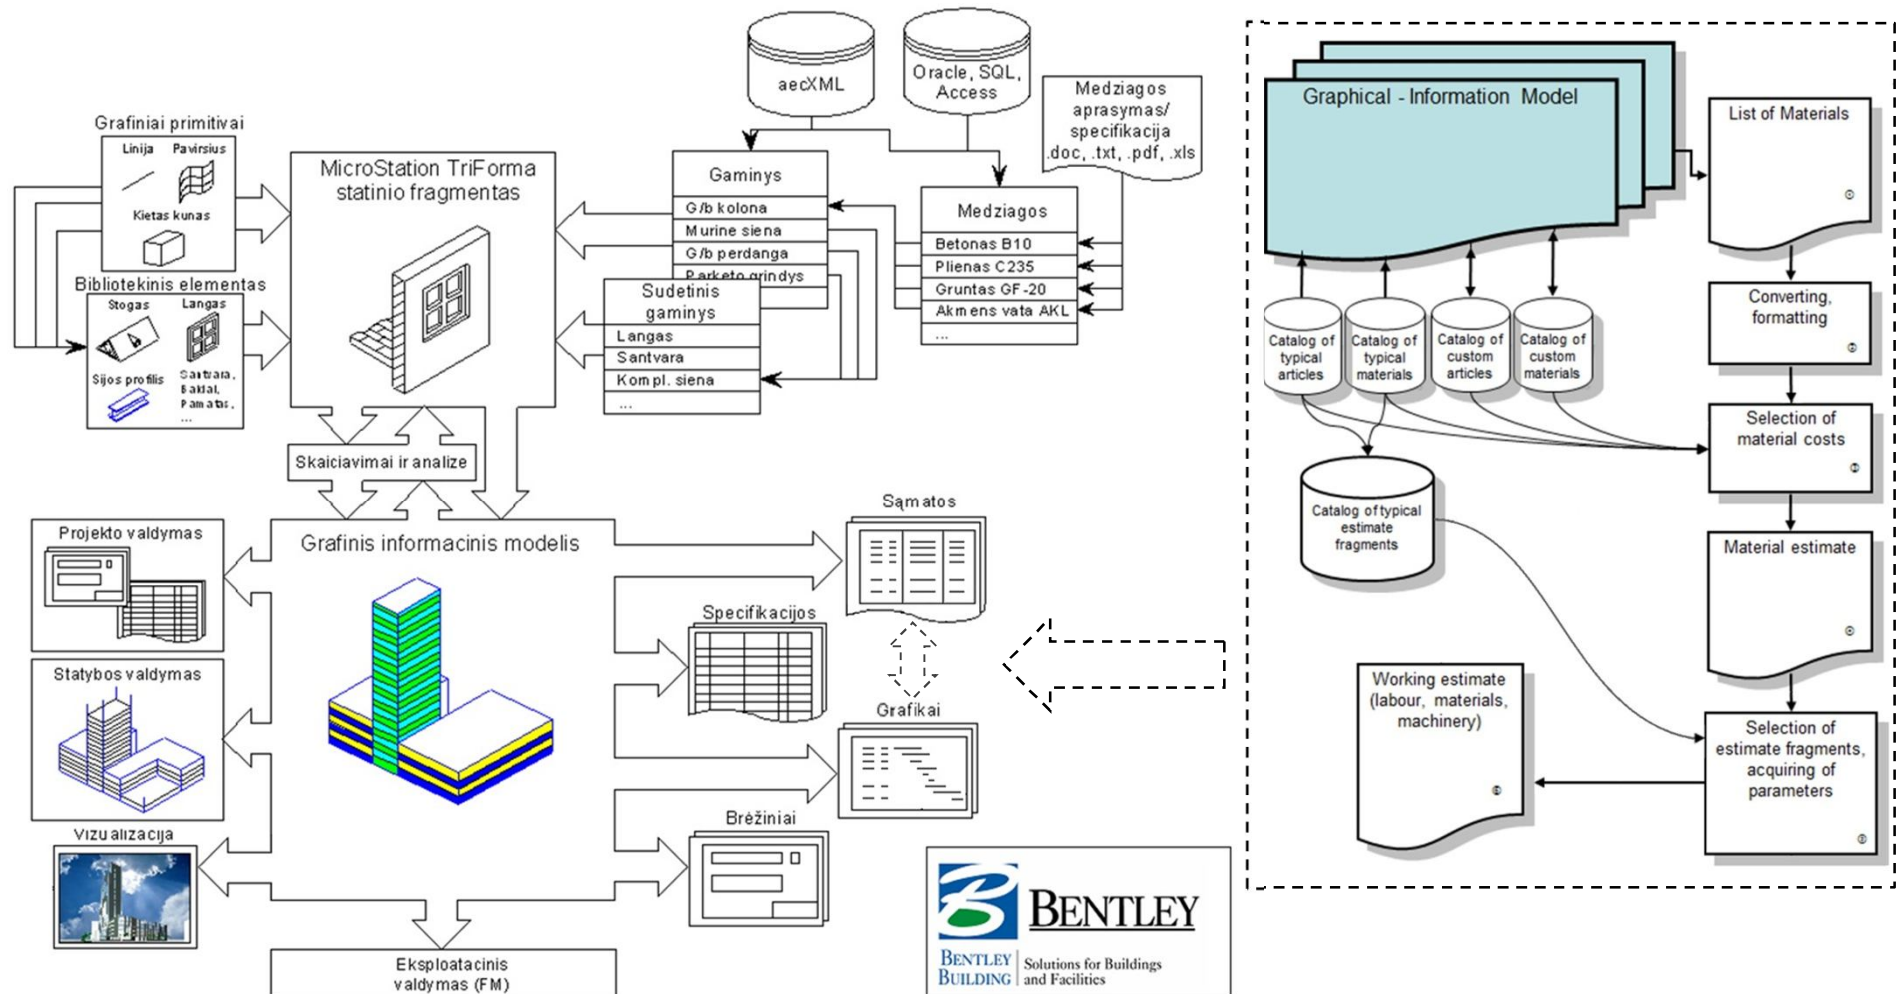 aecXML
Oracle, SQL,
Access
Medziagos
aprasymas/
specifikacija
.doc, .txt, .pdf, .xls
Grafiniai primitivai
Linija
Pavirsius
Kietas kunas
Bibliotekinis elementas
Stogas
Langas
Sijos profilis
Santvara,
Baldai,
Pamatas,
...
MicroStation TriForma
statinio fragmentas
Gaminys
G/b kolona
Murine siena
G/b perdanga
Parketo grindys
Sudetinis
gaminys
Langas
Santvara
Kompl. siena
...
Medziagos
Betonas B10
Plienas C235
Gruntas GF-20
Akmens vata AKL
...
Skaiciavimai ir analize
Grafinis informacinis modelis
Projekto valdymas
Statybos valdymas
Vizualizacija
Sąmatos
Specifikacijos
Grafikai
Brėžiniai
Eksploatacinis
valdymas (FM)
BENTLEY
BENTLEY
BUILDING
Solutions for Buildings
and Facilities
Graphical - Information Model
List of Materials
Converting,
formatting
Catalog of
typical
articles
Catalog of
typical
materials
Catalog of
custom
articles
Catalog of
custom
materials
Selection of
material costs
Catalog of typical
estimate
fragments
Material estimate
Working estimate
(labour, materials,
machinery)
Selection of
estimate fragments,
acquiring of
parameters